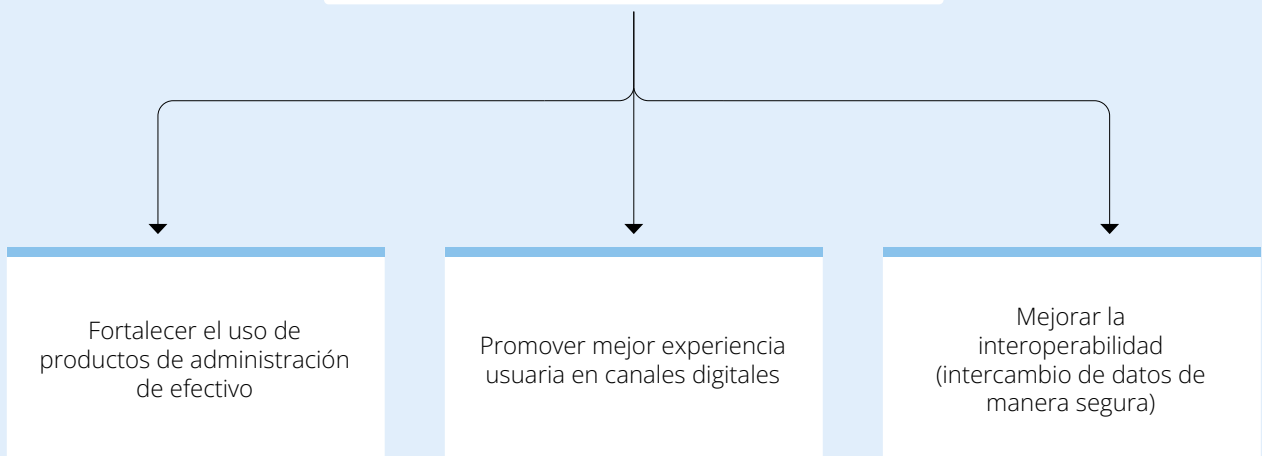 Fortalecer el uso de
productos de administración
de efectivo
Promover mejor experiencia
usuaria en canales digitales
Mejorar la
interoperabilidad
(intercambio de datos de
manera segura)